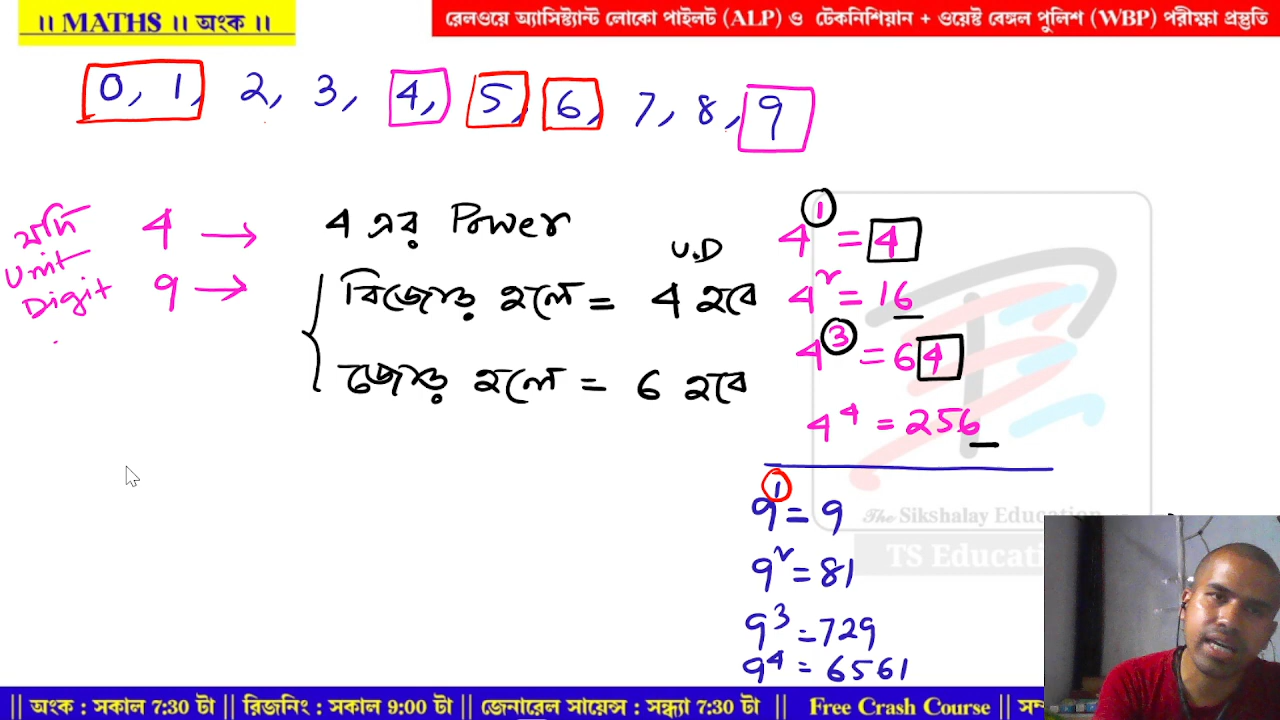 ।। MATHS ।। অংক ।।
রেলওয়ে অ্যাসিস্ট্যান্ট লোকো পাইলট (ALP) ও টেকনিশিয়ান + ওয়েস্ট বেঙ্গল পুলিশ (WBP) পরীক্ষা প্রস্তুতি
0, 1, 2, 3, 4, 5, 6, 7, 8, 9
যদি Unit Digit
4 →
9 →
4 এর Power
U.D
বিজোড় হলে = 4 হবে
জোড় হলে = 6 হবে
4¹ = 4
4² = 16
4³ = 64
4⁴ = 256
9¹ = 9
9² = 81
9³ = 729
9⁴ = 6561
The Sikshalay Education
TS Educati
|| অংক : সকাল 7:30 টা || রিজনিং : সকাল 9:00 টা || জেনারেল সায়েন্স : সন্ধ্যা 7:30 টা || Free Crash Course ||